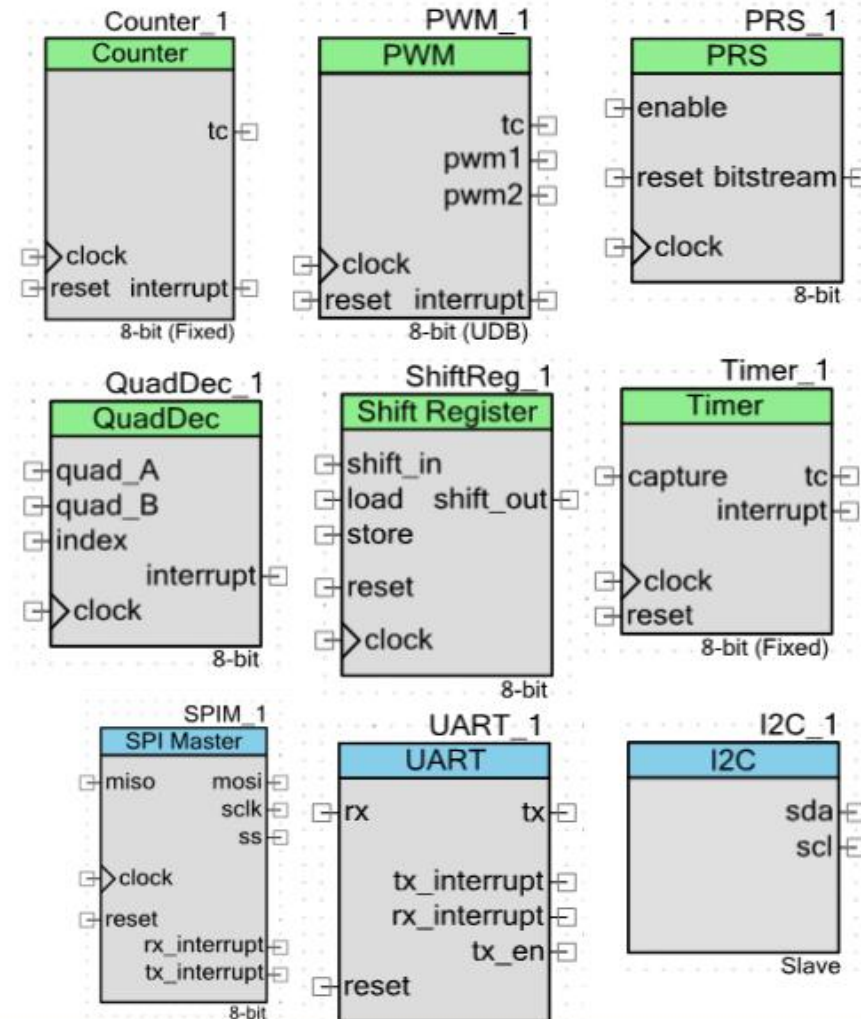 Counter_1
Counter
tc
clock
reset interrupt
8-bit (Fixed)
PWM_1
PWM
tc
pwm1
pwm2
clock
reset interrupt
8-bit (UDB)
PRS_1
PRS
enable
reset bitstream
clock
8-bit
QuadDec_1
QuadDec
quad_A
quad_B
index
interrupt
clock
8-bit
ShiftReg_1
Shift Register
shift_in
load shift_out
store
reset
clock
8-bit
Timer_1
Timer
capture tc
interrupt
clock
reset
8-bit (Fixed)
SPIM_1
SPI Master
miso mosi
sclk
ss
clock
reset
rx_interrupt
tx_interrupt
8-bit
UART_1
UART
rx tx
tx_interrupt
rx_interrupt
tx_en
reset
I2C_1
I2C
sda
scl
Slave